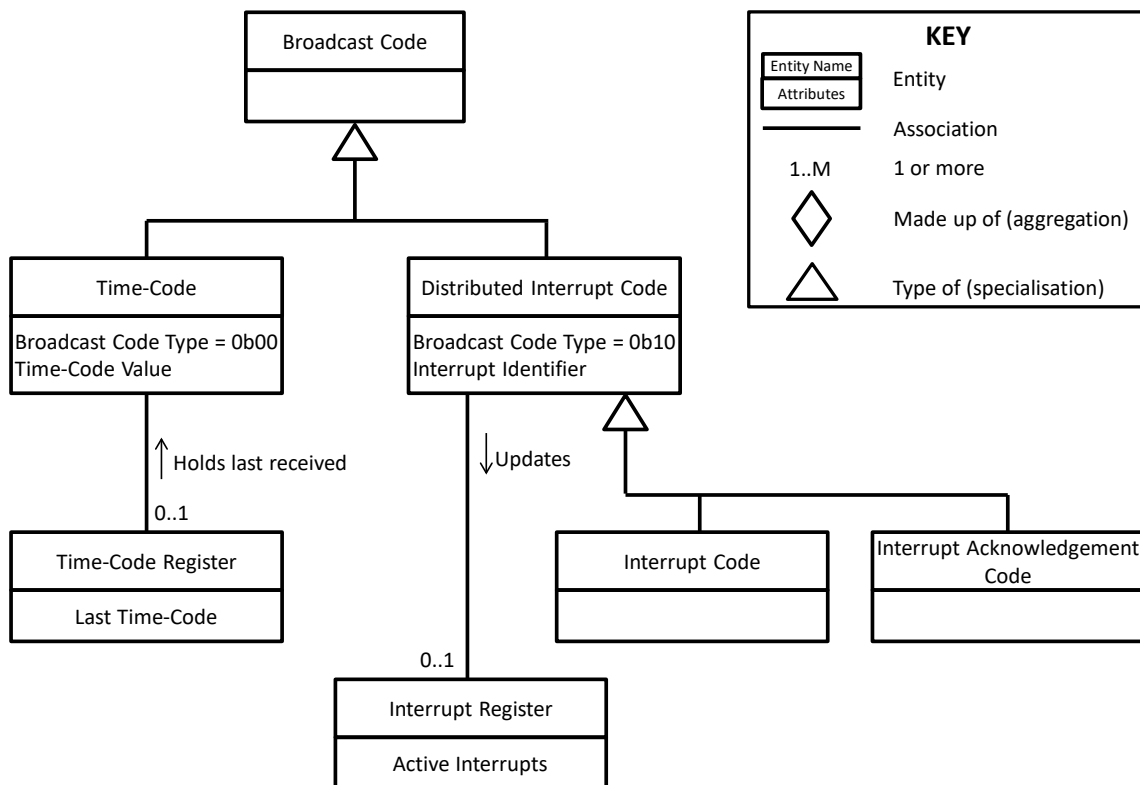 Broadcast Code
KEY
Entity Name
Attributes
Entity
Association
1..M
1 or more
Made up of (aggregation)
Type of (specialisation)
Time-Code
Broadcast Code Type = 0b00
Time-Code Value
Distributed Interrupt Code
Broadcast Code Type = 0b10
Interrupt Identifier
Holds last received
Updates
0..1
Time-Code Register
Last Time-Code
Interrupt Code
Interrupt Acknowledgement
Code
0..1
Interrupt Register
Active Interrupts